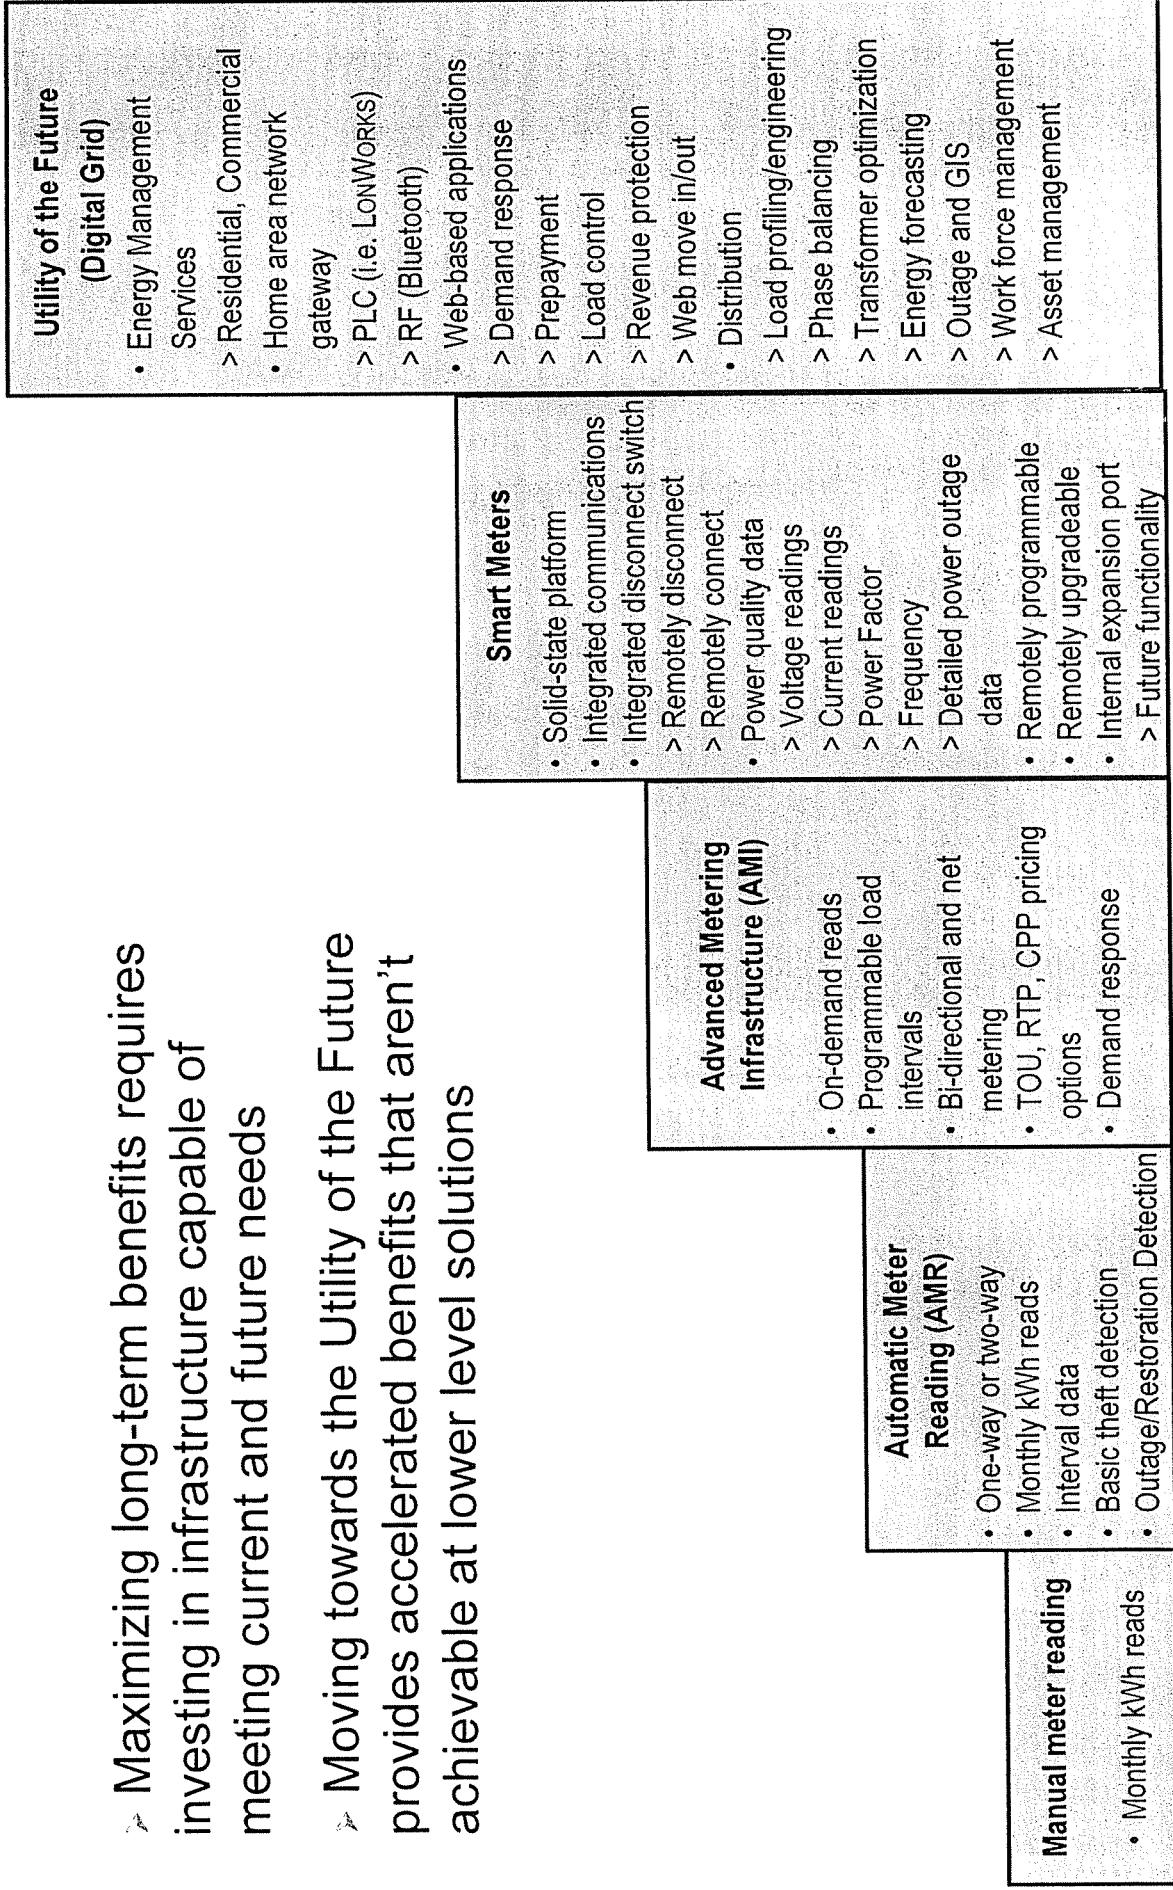 ➢ Maximizing long-term benefits requires
investing in infrastructure capable of
meeting current and future needs
➢ Moving towards the Utility of the Future
provides accelerated benefits that aren't
achievable at lower level solutions
Manual meter reading
• Monthly kWh reads
Automatic Meter
Reading (AMR)
• One-way or two-way
• Monthly kWh reads
• Interval data
• Basic theft detection
• Outage/Restoration Detection
Advanced Metering
Infrastructure (AMI)
• On-demand reads
• Programmable load
intervals
• Bi-directional and net
metering
• TOU, RTP, CPP pricing
options
• Demand response
Smart Meters
• Solid-state platform
• Integrated communications
• Integrated disconnect switch
> Remotely disconnect
> Remotely connect
• Power quality data
> Voltage readings
> Current readings
> Power Factor
> Frequency
> Detailed power outage
data
• Remotely programmable
• Remotely upgradeable
• Internal expansion port
> Future functionality
Utility of the Future
(Digital Grid)
• Energy Management
Services
> Residential, Commercial
• Home area network
gateway
> PLC (i.e. LONWORKS)
> RF (Bluetooth)
• Web-based applications
> Demand response
> Prepayment
> Load control
> Revenue protection
> Web move in/out
• Distribution
> Load profiling/engineering
> Phase balancing
> Transformer optimization
> Energy forecasting
> Outage and GIS
> Work force management
> Asset management